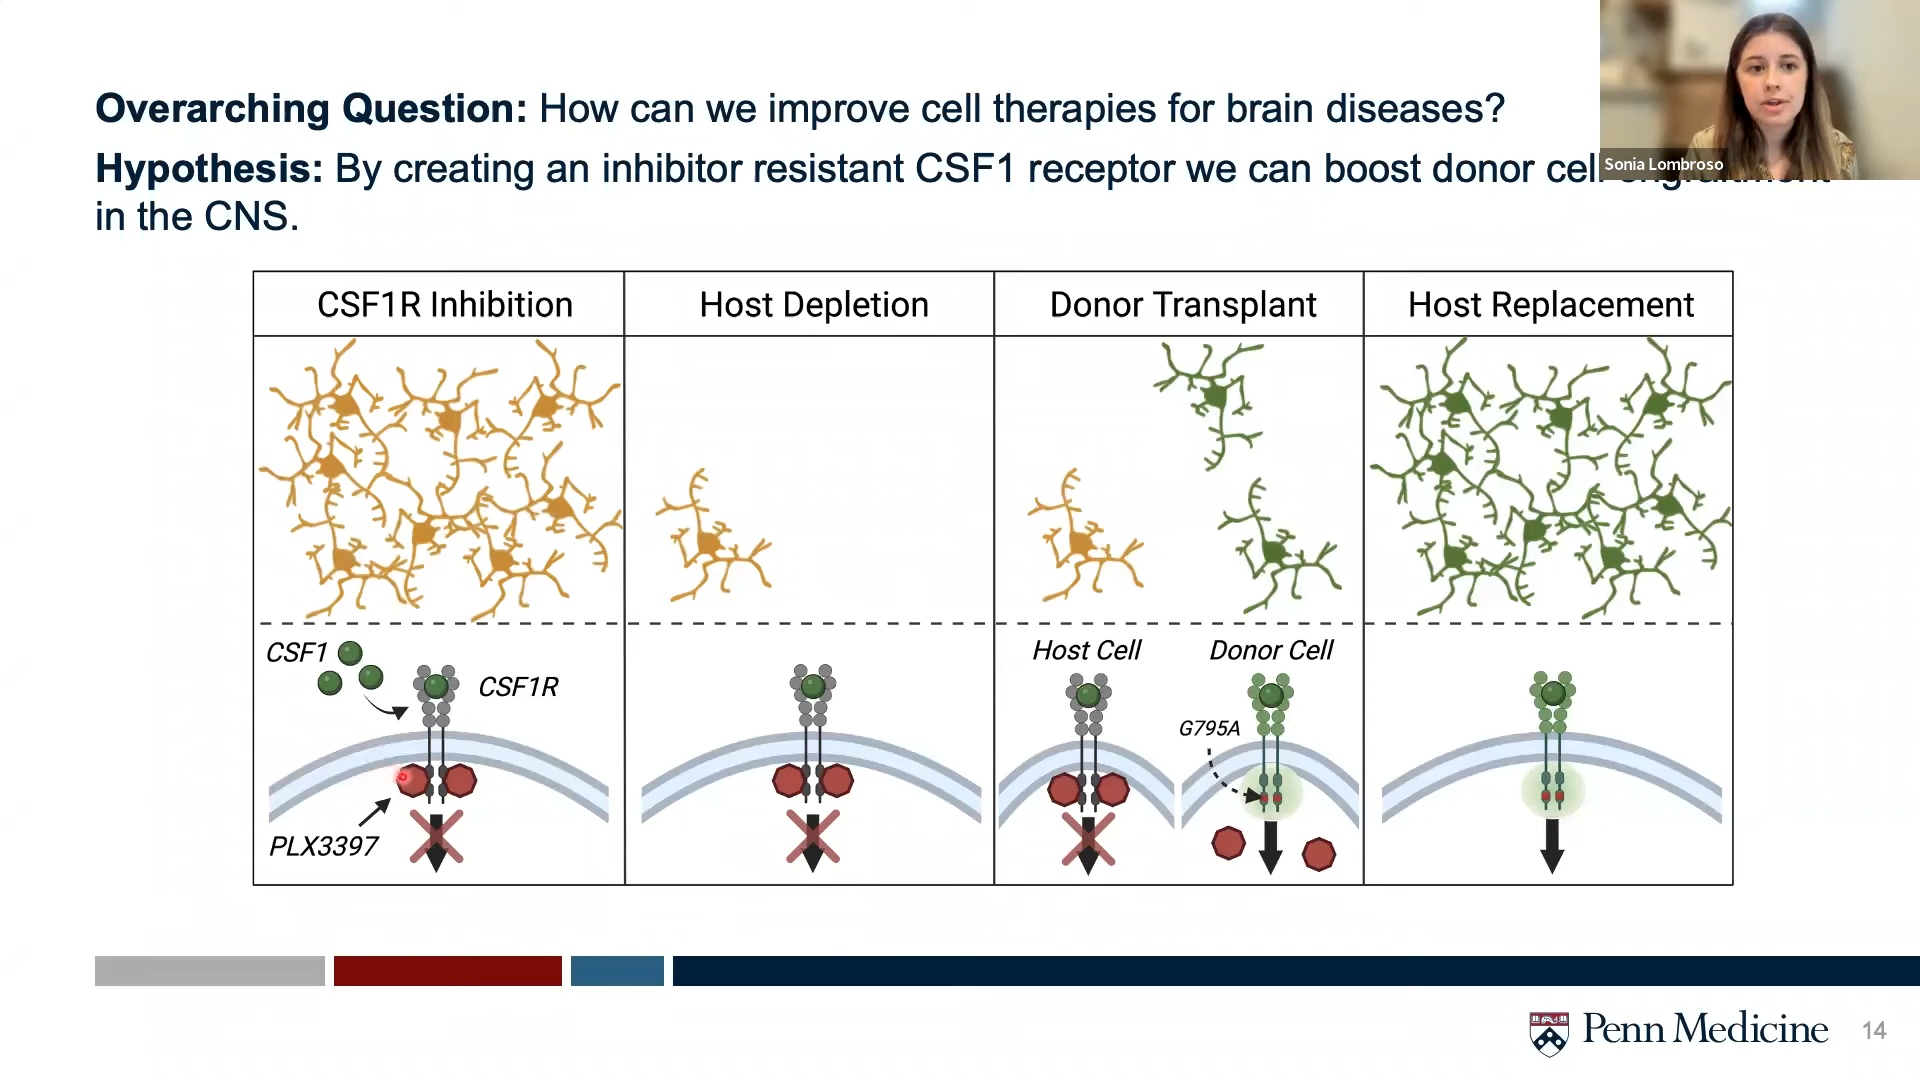 Overarching Question: How can we improve cell therapies for brain diseases?
Hypothesis: By creating an inhibitor resistant CSF1 receptor we can boost donor cell
in the CNS.
Sonia Lombroso
CSF1R Inhibition
Host Depletion
Donor Transplant
Host Replacement
CSF1
CSF1R
PLX3397
Host Cell
Donor Cell
G795A
Penn Medicine
14